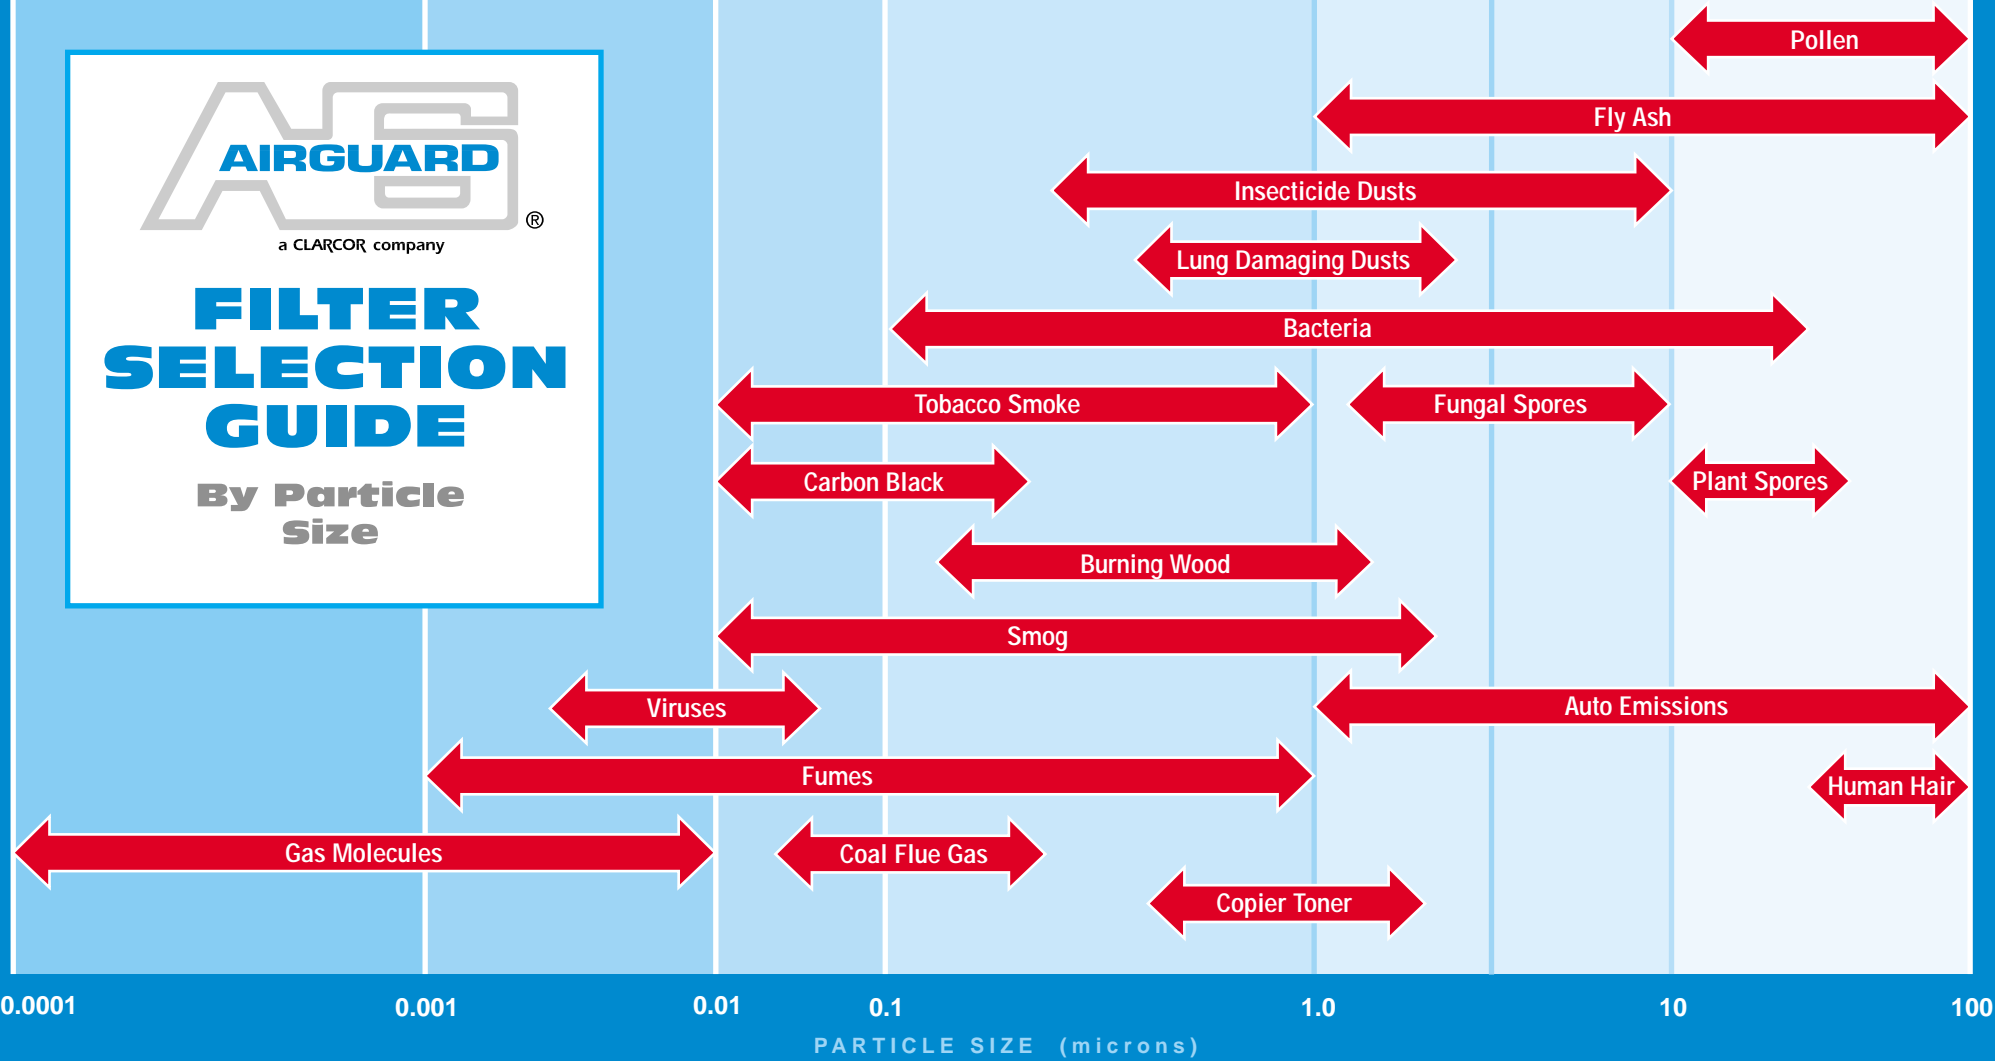 AIRGUARD
®
a CLARCOR company
FILTER
SELECTION
GUIDE
By Particle
Size
Pollen
Fly Ash
Insecticide Dusts
Lung Damaging Dusts
Bacteria
Tobacco Smoke
Fungal Spores
Carbon Black
Plant Spores
Burning Wood
Smog
Viruses
Auto Emissions
Fumes
Human Hair
Gas Molecules
Coal Flue Gas
Copier Toner
0.0001 0.001 0.01 0.1 1.0 10 100
PARTICLE SIZE (microns)